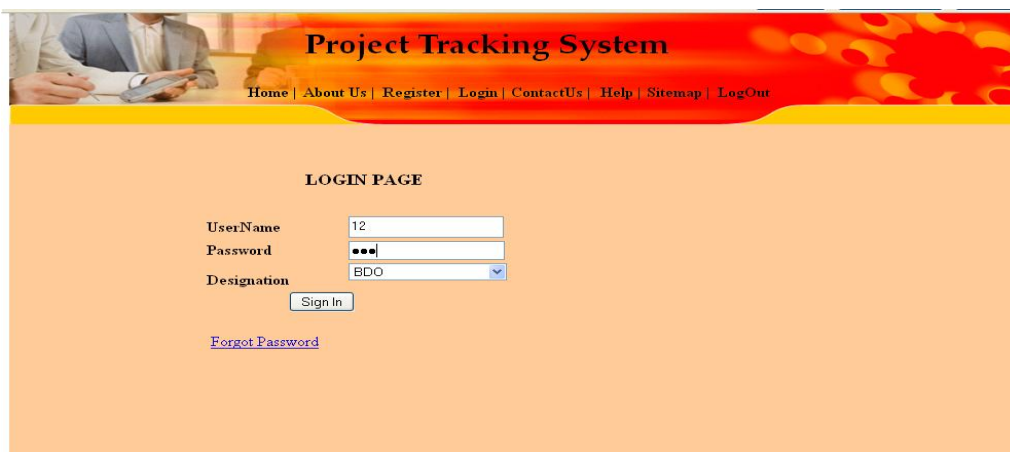 Project Tracking System
Home | About Us | Register | Login | ContactUs | Help | Sitemap | LogOut
LOGIN PAGE
UserName 12
Password •••
Designation BDO
Sign In
Forgot Password